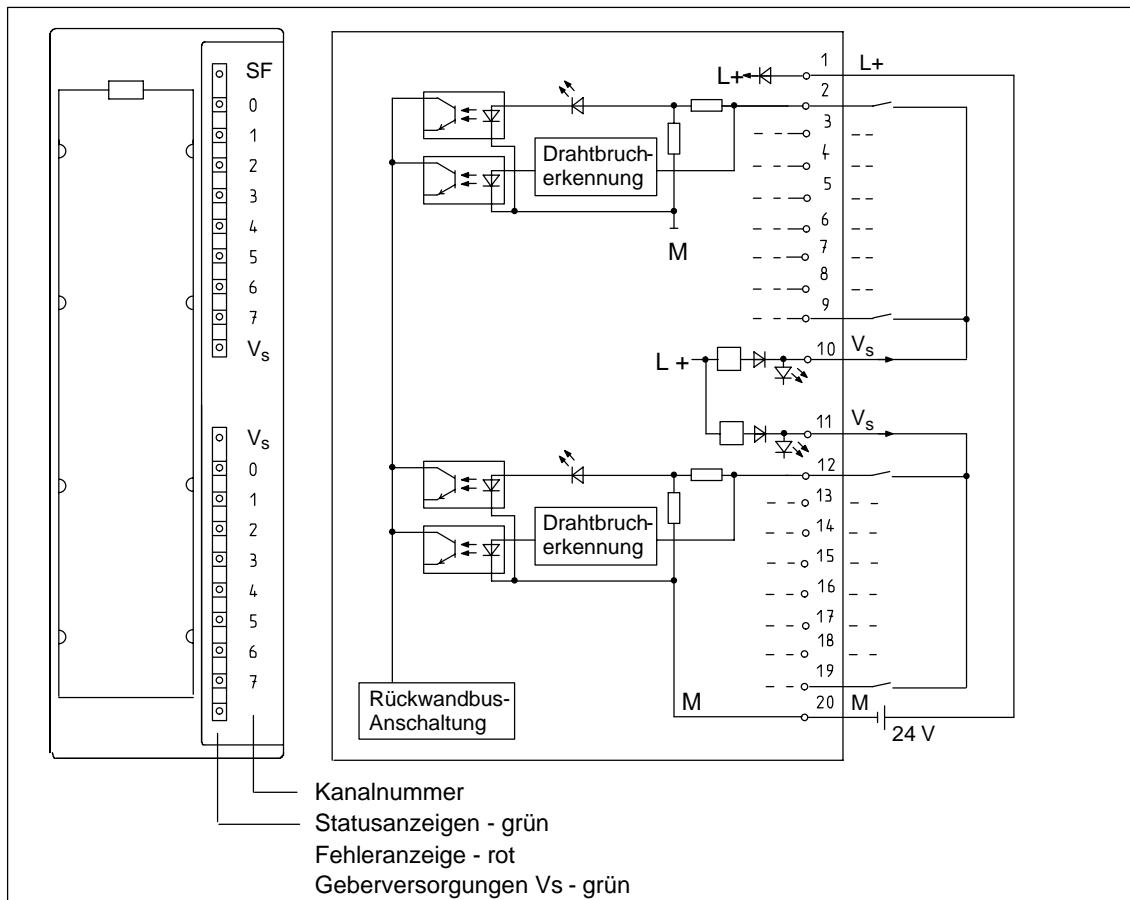 SF
0
1
2
3
4
5
6
7
Vs
Vs
0
1
2
3
4
5
6
7
Kanalnummer
Statusanzeigen - grün
Fehleranzeige - rot
Geberversorgungen Vs - grün
L+
1
L+
2
3
4
5
6
7
8
9
Drahtbruch-
erkennung
M
L +
10
Vs
11
Vs
12
13
14
15
16
17
18
19
20
Drahtbruch-
erkennung
Rückwandbus-
Anschaltung
M
M
24 V